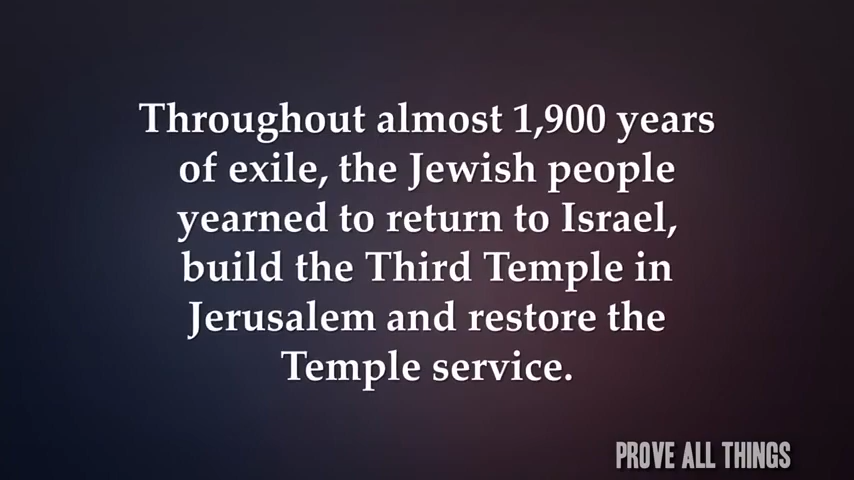 Throughout almost 1,900 years
of exile, the Jewish people
yearned to return to Israel,
build the Third Temple in
Jerusalem and restore the
Temple service.
PROVE ALL THINGS